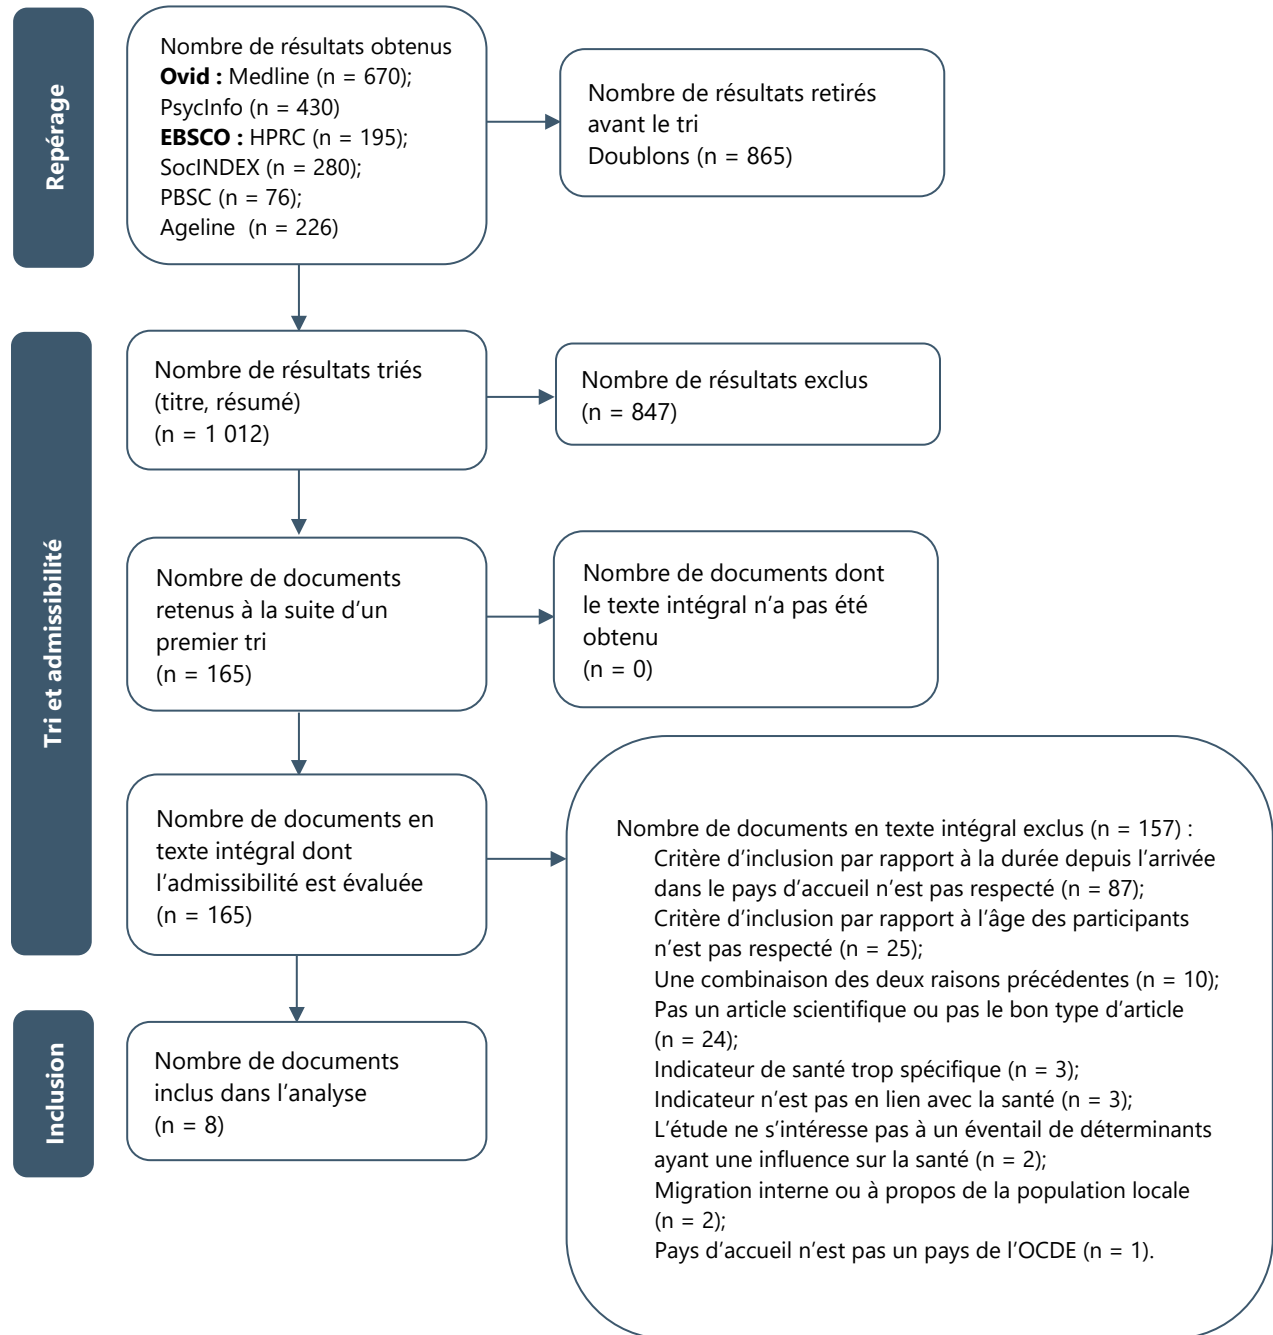 Repérage
Nombre de résultats obtenus
Ovid : Medline (n = 670);
PsycInfo (n = 430)
EBSCO : HPRC (n = 195);
SocINDEX (n = 280);
PBSC (n = 76);
Ageline (n = 226)
Nombre de résultats retirés
avant le tri
Doublons (n = 865)
Tri et admissibilité
Nombre de résultats triés
(titre, résumé)
(n = 1 012)
Nombre de résultats exclus
(n = 847)
Nombre de documents
retenus à la suite d’un
premier tri
(n = 165)
Nombre de documents dont
le texte intégral n’a pas été
obtenu
(n = 0)
Nombre de documents en
texte intégral dont
l’admissibilité est évaluée
(n = 165)
Nombre de documents en texte intégral exclus (n = 157) :
Critère d’inclusion par rapport à la durée depuis l’arrivée
dans le pays d’accueil n’est pas respecté (n = 87);
Critère d’inclusion par rapport à l’âge des participants
n’est pas respecté (n = 25);
Une combinaison des deux raisons précédentes (n = 10);
Pas un article scientifique ou pas le bon type d’article
(n = 24);
Indicateur de santé trop spécifique (n = 3);
Indicateur n’est pas en lien avec la santé (n = 3);
L’étude ne s’intéresse pas à un éventail de déterminants
ayant une influence sur la santé (n = 2);
Migration interne ou à propos de la population locale
(n = 2);
Pays d’accueil n’est pas un pays de l’OCDE (n = 1).
Inclusion
Nombre de documents
inclus dans l’analyse
(n = 8)